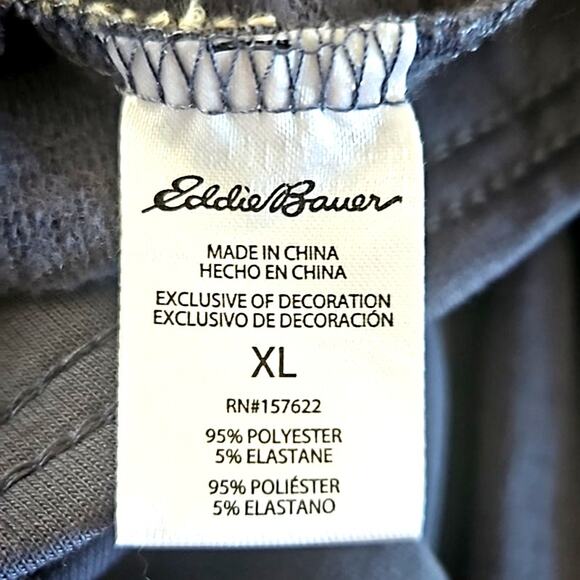 Eddie Bauer
MADE IN CHINA
HECHO EN CHINA
EXCLUSIVE OF DECORATION
EXCLUSIVO DE DECORACIÓN
XL
RN#157622
95% POLYESTER
5% ELASTANE
95% POLIÉSTER
5% ELASTANO